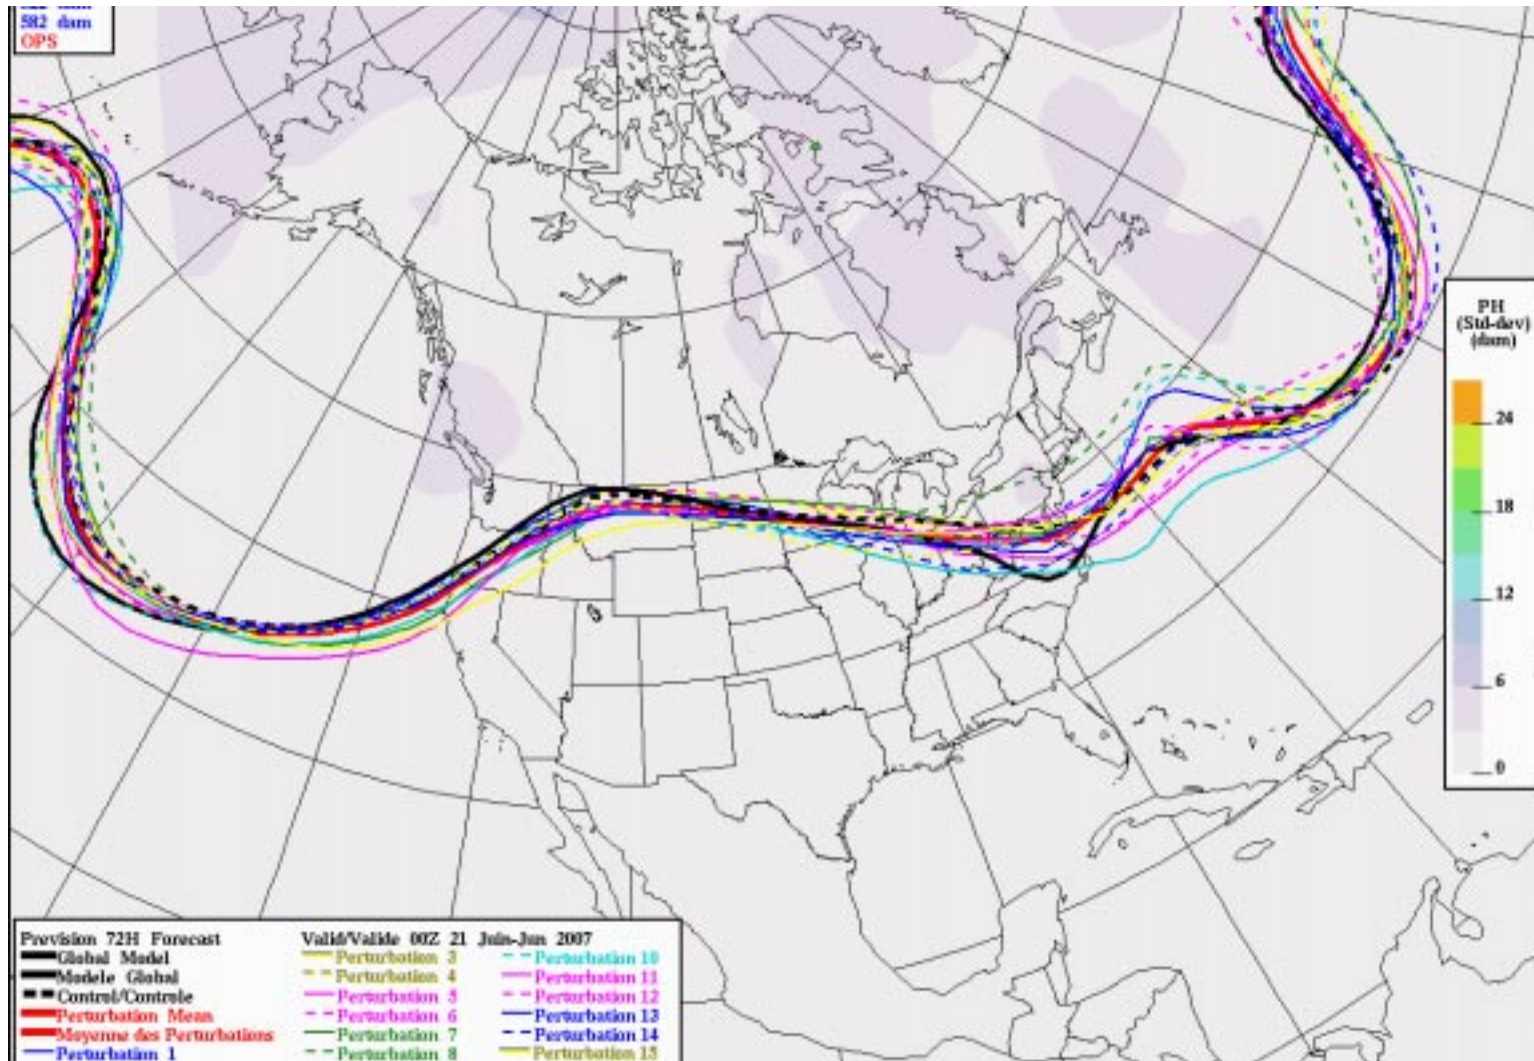 582 dam
OPS
PH
(Std-dev)
(dam)
24
18
12
6
0
Prevision 72H Forecast
Valid/Valide 00Z 21 Juin-Jun 2007
Global Model
Modele Global
Control/Controle
Perturbation Mean
Moyenne des Perturbations
Perturbation 1
Perturbation 3
Perturbation 4
Perturbation 5
Perturbation 6
Perturbation 7
Perturbation 8
Perturbation 10
Perturbation 11
Perturbation 12
Perturbation 13
Perturbation 14
Perturbation 15